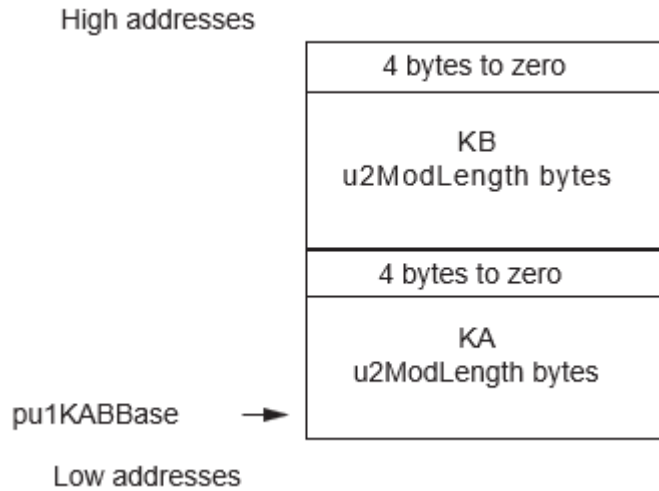 High addresses
4 bytes to zero
KB
u2ModLength bytes
4 bytes to zero
KA
u2ModLength bytes
pu1KABBase
Low addresses